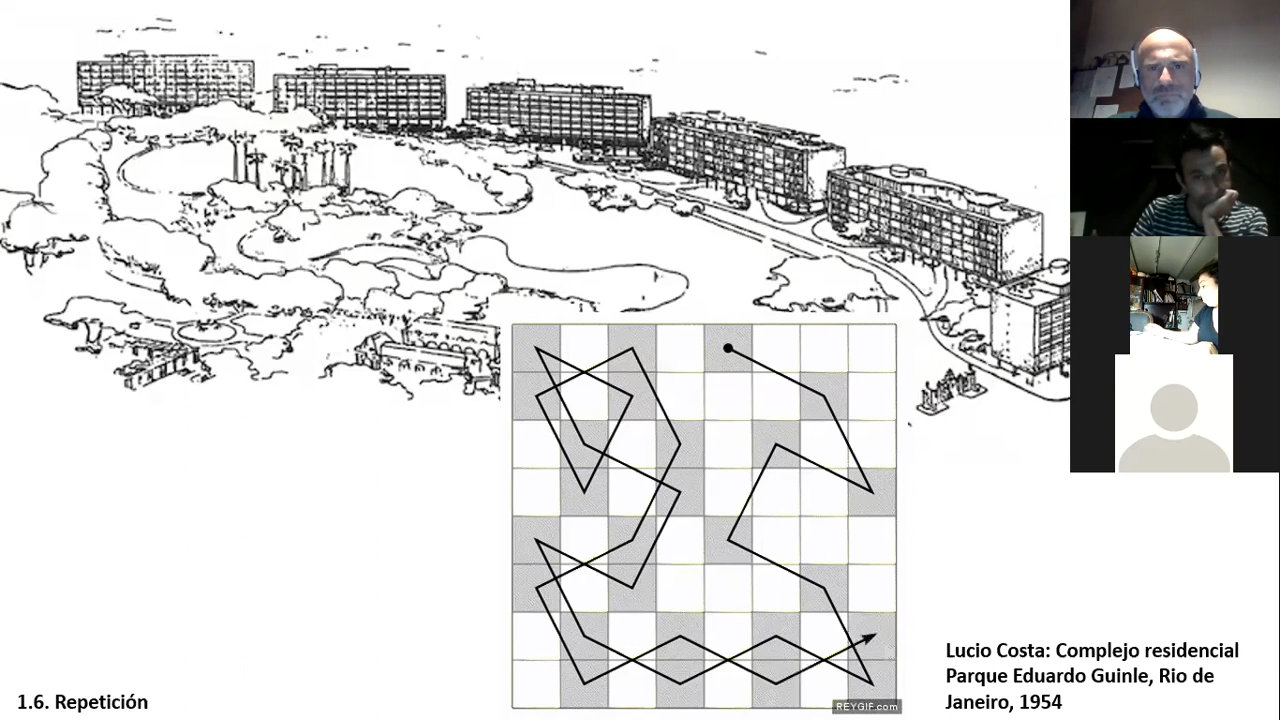 REYGIF.com
Lucio Costa: Complejo residencial
Parque Eduardo Guinle, Rio de
Janeiro, 1954
1.6. Repetición